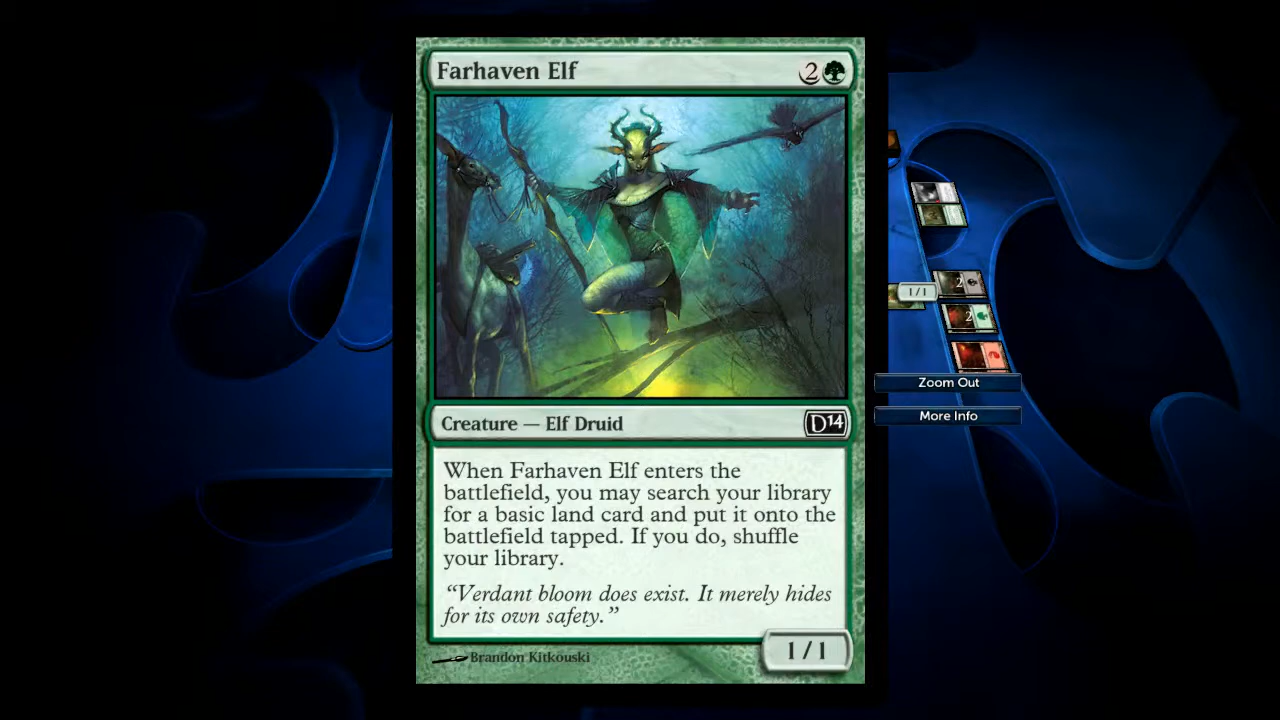 Farhaven Elf
2
Creature — Elf Druid
D14
When Farhaven Elf enters the
battlefield, you may search your library
for a basic land card and put it onto the
battlefield tapped. If you do, shuffle
your library.
“Verdant bloom does exist. It merely hides
for its own safety.”
1/1
Brandon Kitkouski
1/1
2
2
Zoom Out
More Info